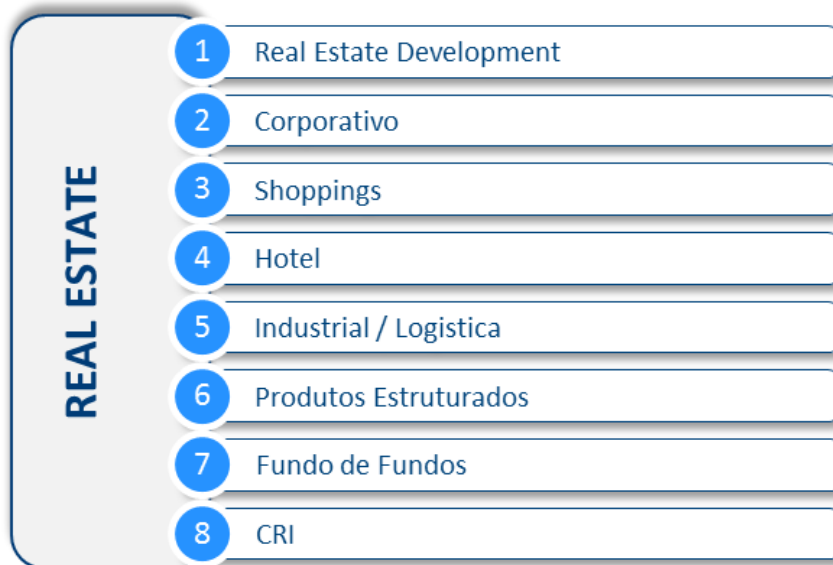 REAL ESTATE
1 Real Estate Development
2 Corporativo
3 Shoppings
4 Hotel
5 Industrial / Logistica
6 Produtos Estruturados
7 Fundo de Fundos
8 CRI